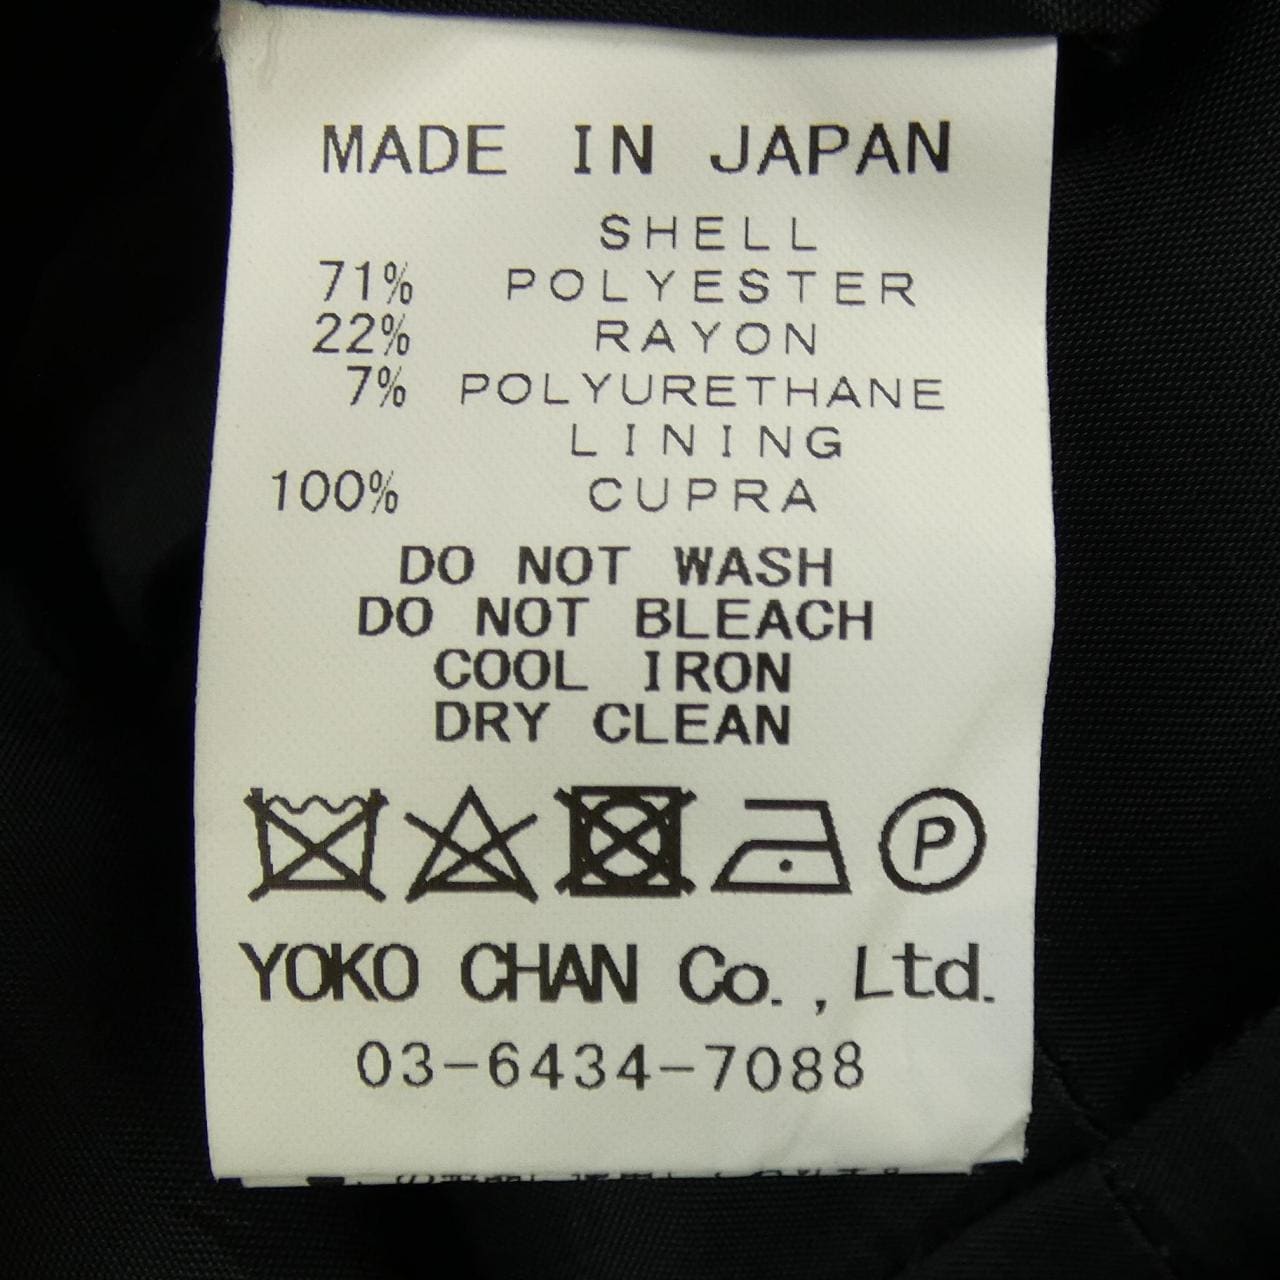 MADE IN JAPAN
SHELL
71% POLYESTER
22% RAYON
7% POLYURETHANE
LINING
100% CUPRA
DO NOT WASH
DO NOT BLEACH
COOL IRON
DRY CLEAN
P
YOKO CHAN Co., Ltd.
03-6434-7088